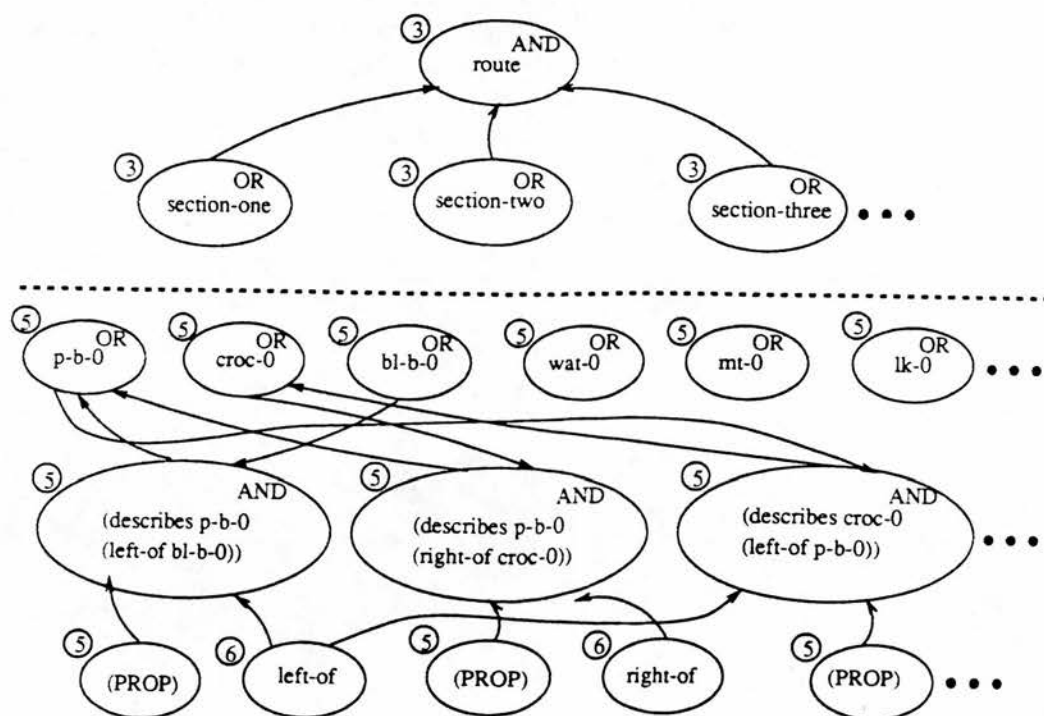 ③ AND
route
③ OR
section-one
③ OR
section-two
③ OR
section-three
⑤ OR
p-b-0
⑤ OR
croc-0
⑤ OR
bl-b-0
⑤ OR
wat-0
⑤ OR
mt-0
⑤ OR
lk-0
⑤ AND
(describes p-b-0
(left-of bl-b-0))
⑤ AND
(describes p-b-0
(right-of croc-0))
⑤ AND
(describes croc-0
(left-of p-b-0))
⑤ (PROP)
⑥ left-of
⑤ (PROP)
⑥ right-of
⑤ (PROP)